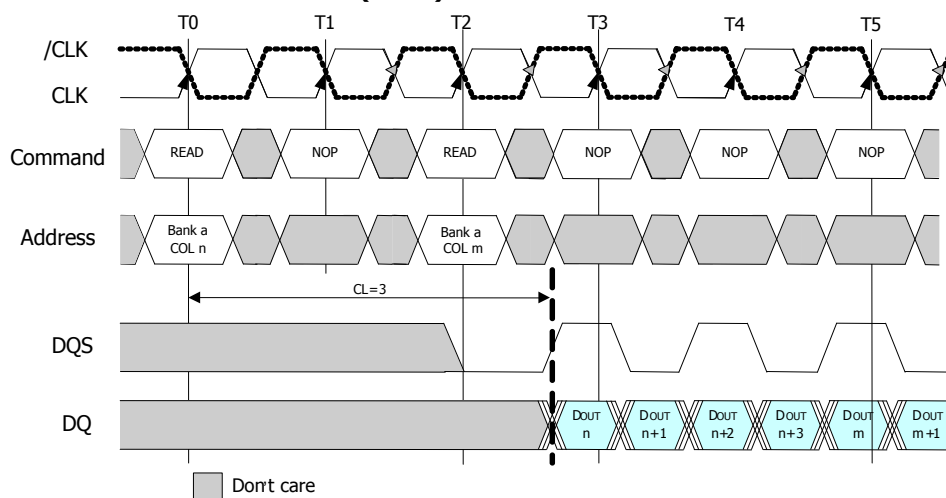 T0 T1 T2 T3 T4 T5
/CLK
CLK
Command READ NOP READ NOP NOP NOP
Address Bank a COL n Bank a COL m
CL=3
DQS
DQ DOUT n DOUT n+1 DOUT n+2 DOUT n+3 DOUT m DOUT m+1
Don't care